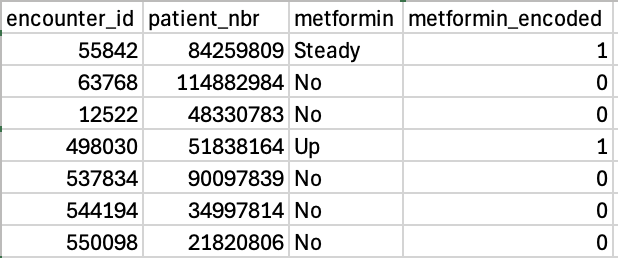 encounter_id patient_nbr metformin metformin_encoded
55842 84259809 Steady 1
63768 114882984 No 0
12522 48330783 No 0
498030 51838164 Up 1
537834 90097839 No 0
544194 34997814 No 0
550098 21820806 No 0